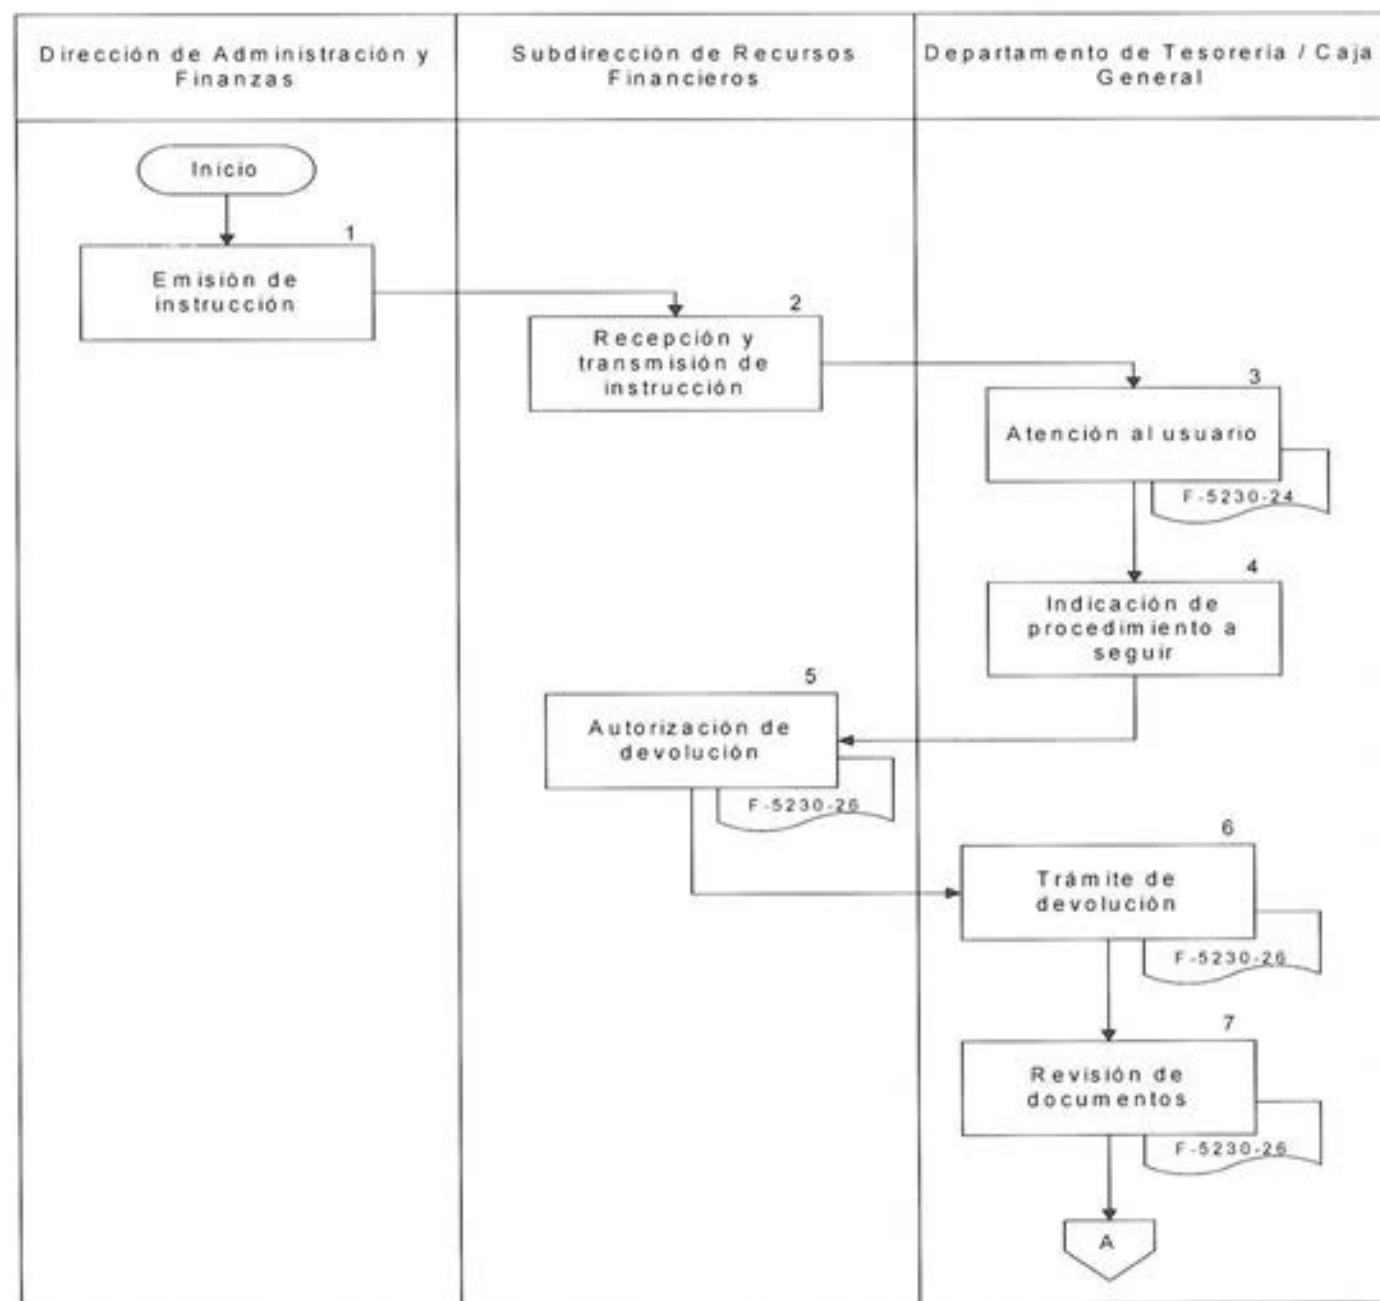 Dirección de Administración y
Finanzas
Subdirección de Recursos
Financieros
Departamento de Tesorería / Caja
General
Inicio
1
Emisión de
instrucción
2
Recepción y
transmisión de
instrucción
3
Atención al usuario
F-5230-24
4
Indicación de
procedimiento a
seguir
5
Autorización de
devolución
F-5230-26
6
Trámite de
devolución
F-5230-26
7
Revisión de
documentos
F-5230-26
A